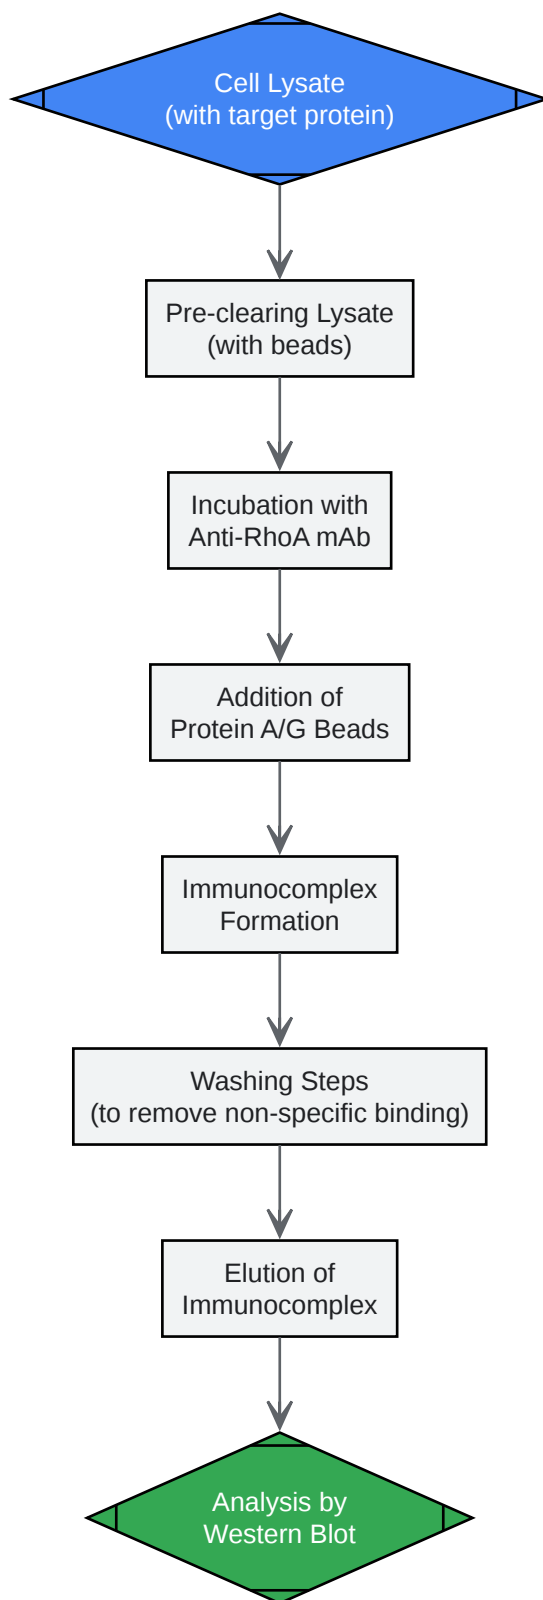 Cell Lysate
(with target protein)
Pre-clearing Lysate
(with beads)
Incubation with
Anti-RhoA mAb
Addition of
Protein A/G Beads
Immunocomplex
Formation
Washing Steps
(to remove non-specific binding)
Elution of
Immunocomplex
Analysis by
Western Blot